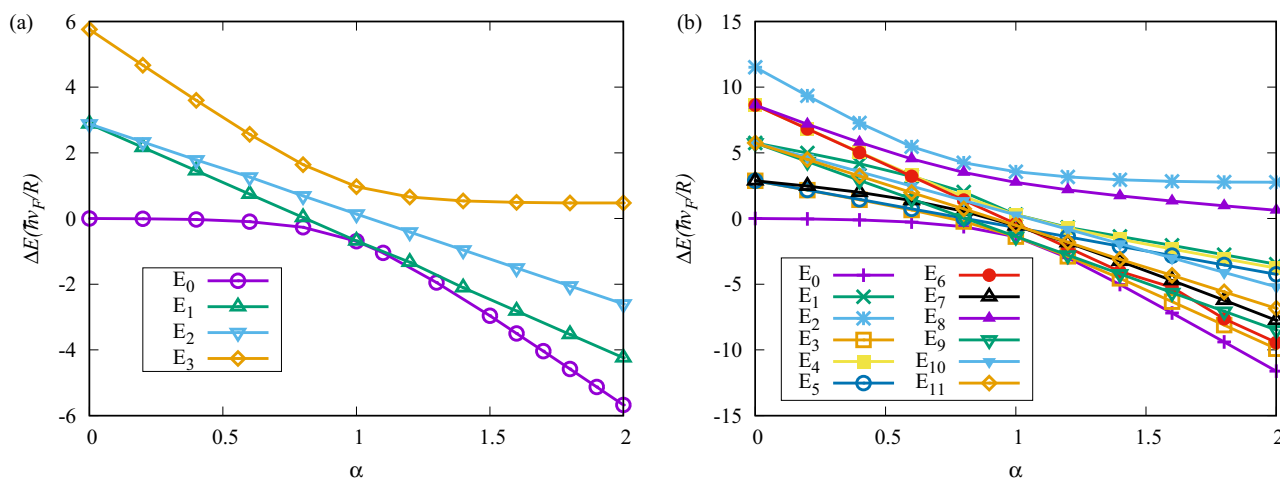 (a)
6
4
2
0
-2
-4
-6
ΔE(ħv_F/R)
E_0
E_1
E_2
E_3
0 0.5 1 1.5 2
α
(b)
15
10
5
0
-5
-10
-15
ΔE(ħv_F/R)
E_0 E_6
E_1 E_7
E_2 E_8
E_3 E_9
E_4 E_10
E_5 E_11
0 0.5 1 1.5 2
α